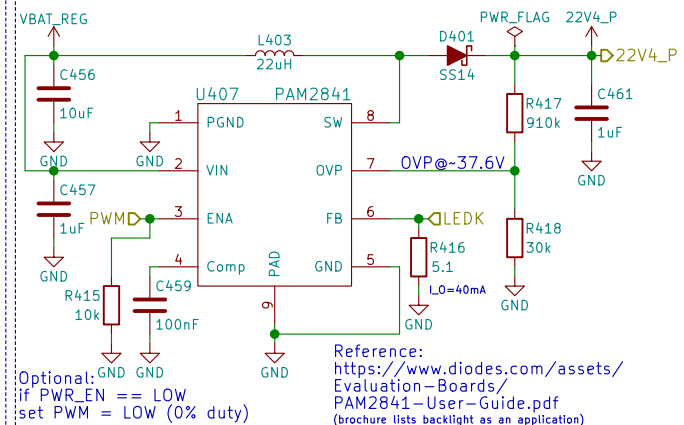 VBAT_REG
PWR_FLAG
22V4_P
L403
22uH
D401
SS14
22V4_P
C456
10uF
GND
U407
PAM2841
1
PGND
SW
8
GND
R417
910k
C461
1uF
GND
2
VIN
OVP
7
OVP@~37.6V
C457
1uF
GND
PWM
3
ENA
FB
6
LEDK
R418
30k
GND
R416
5.1
I_O=40mA
GND
4
Comp
PAD
GND
5
9
R415
10k
GND
C459
100nF
GND
GND
Optional:
if PWR_EN == LOW
set PWM = LOW (0% duty)
Reference:
https://www.diodes.com/assets/
Evaluation-Boards/
PAM2841-User-Guide.pdf
(brochure lists backlight as an application)